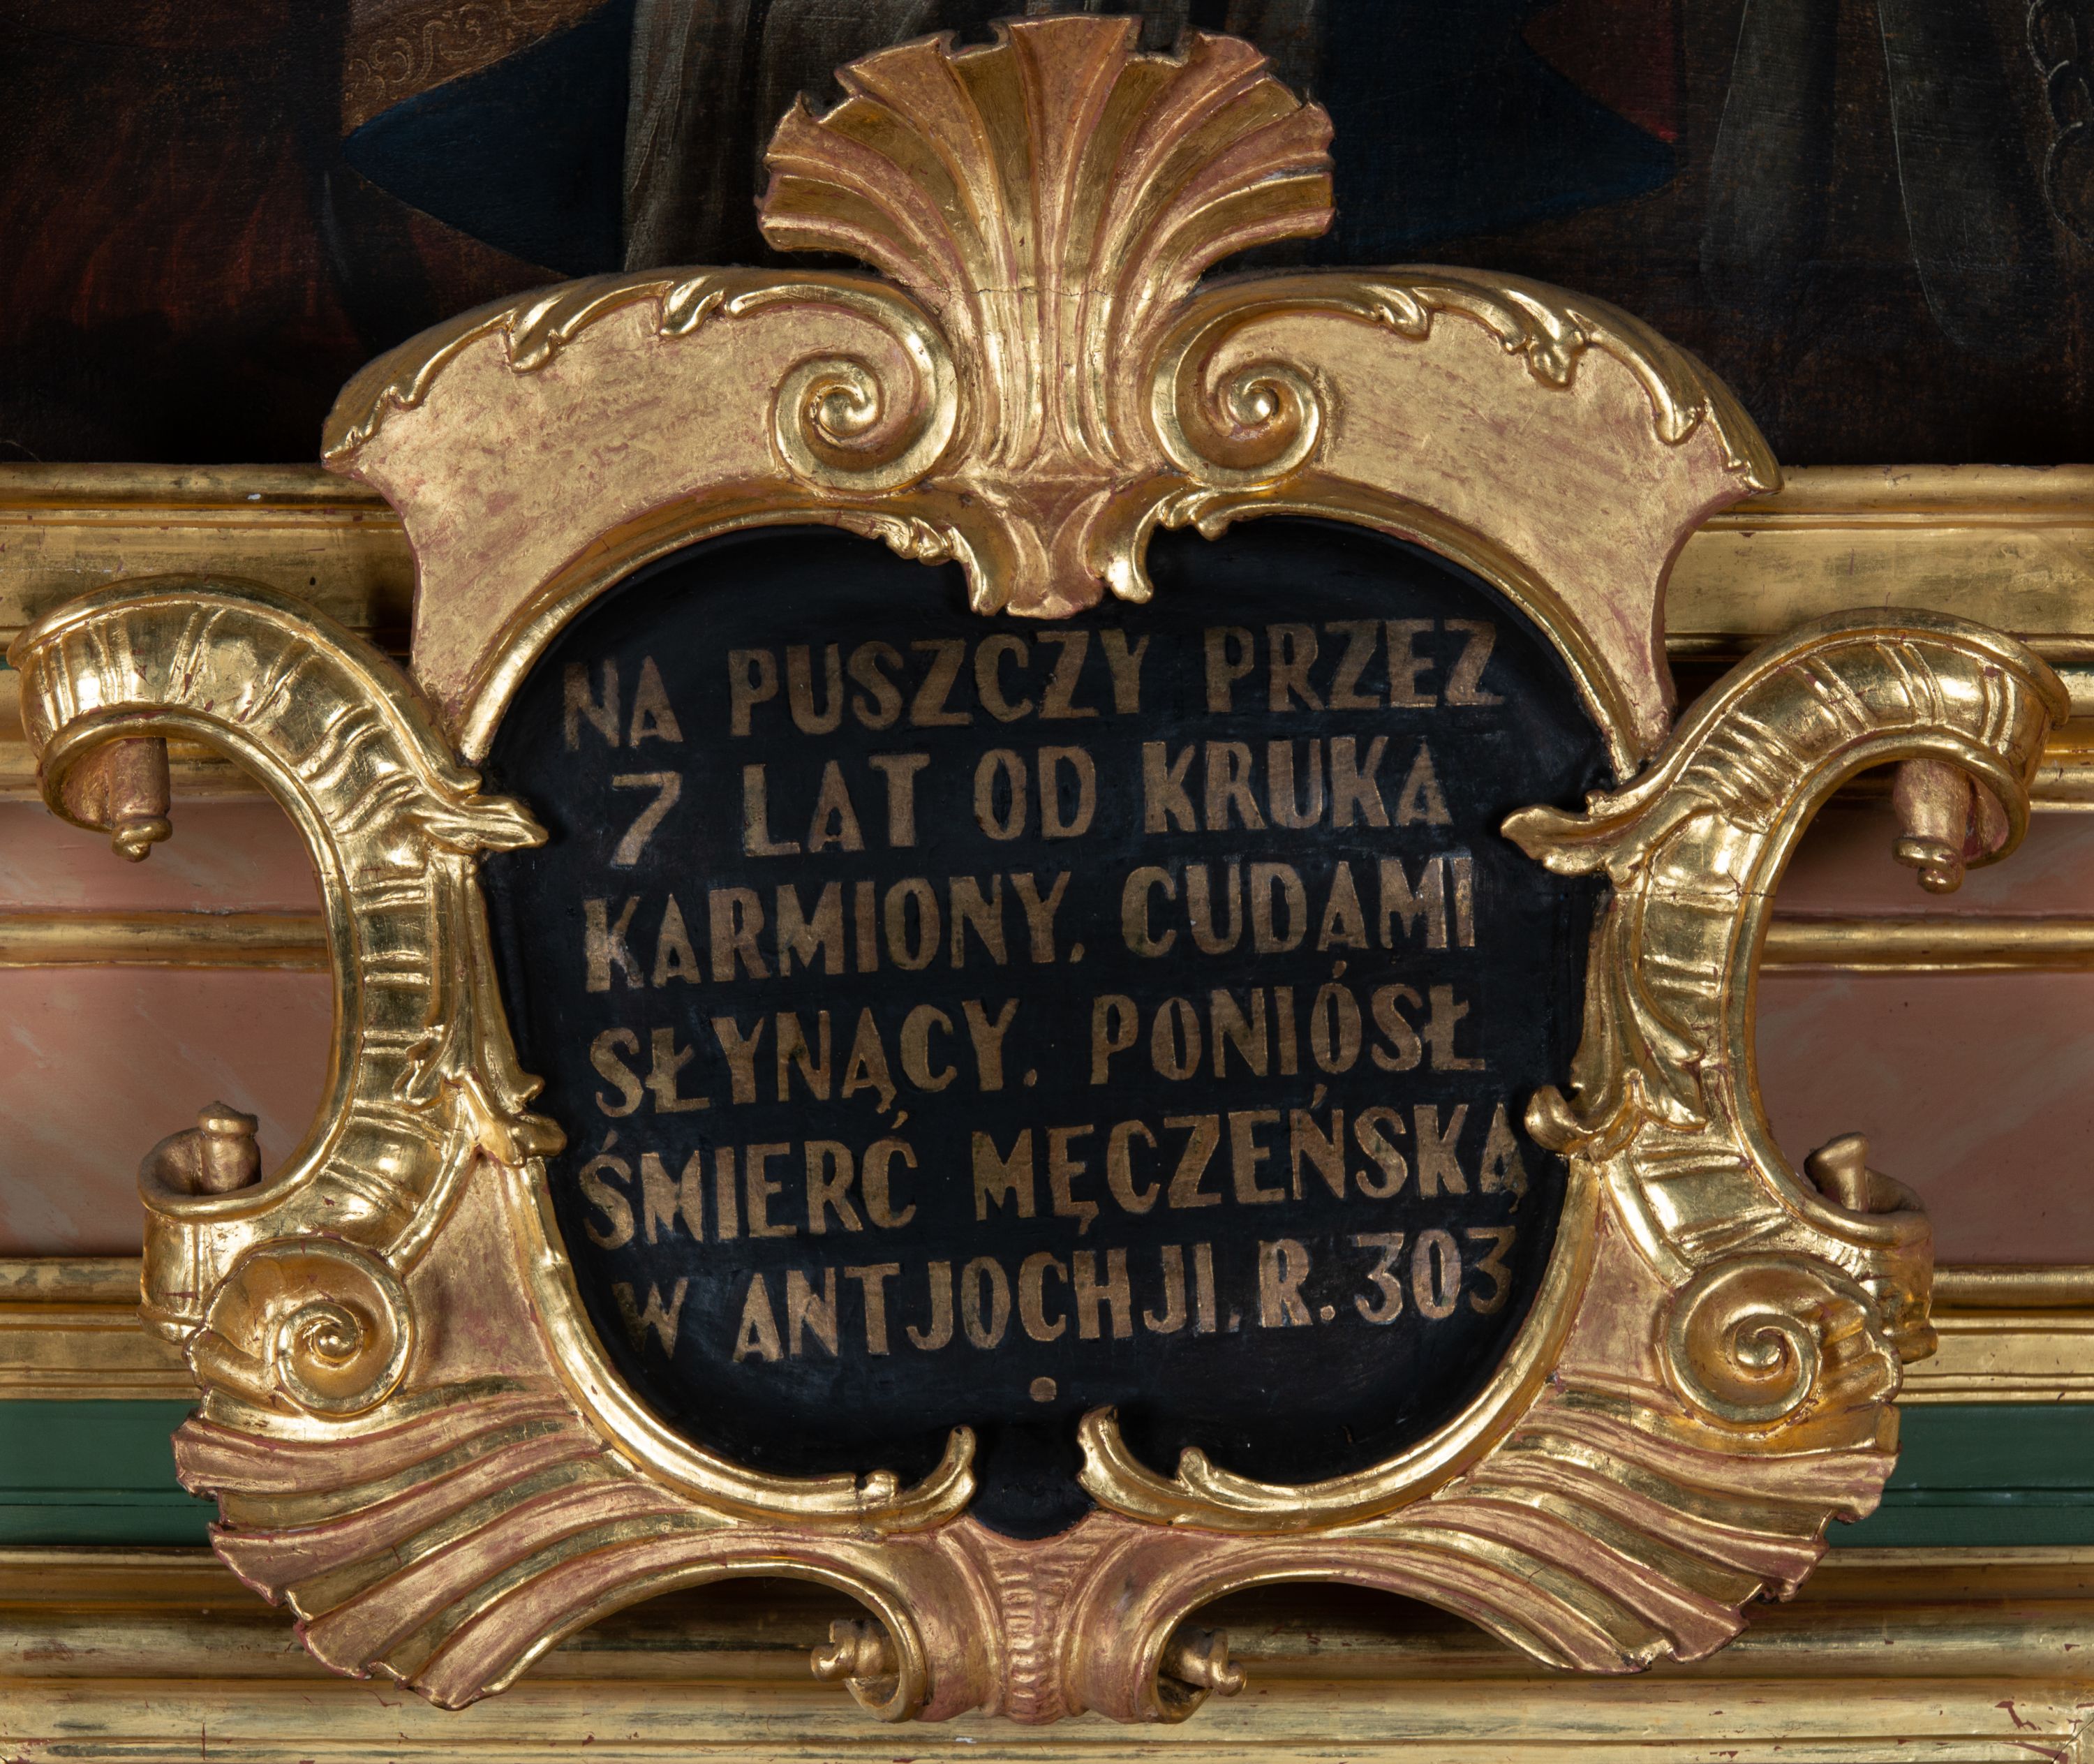 NA PUSZCZY PRZEZ
7 LAT OD KRUKA
KARMIONY. CUDAMI
SŁYNĄCY. PONIÓSŁ
ŚMIERĆ MĘCZEŃSKĄ
W ANTJOCHJI. R. 303
.